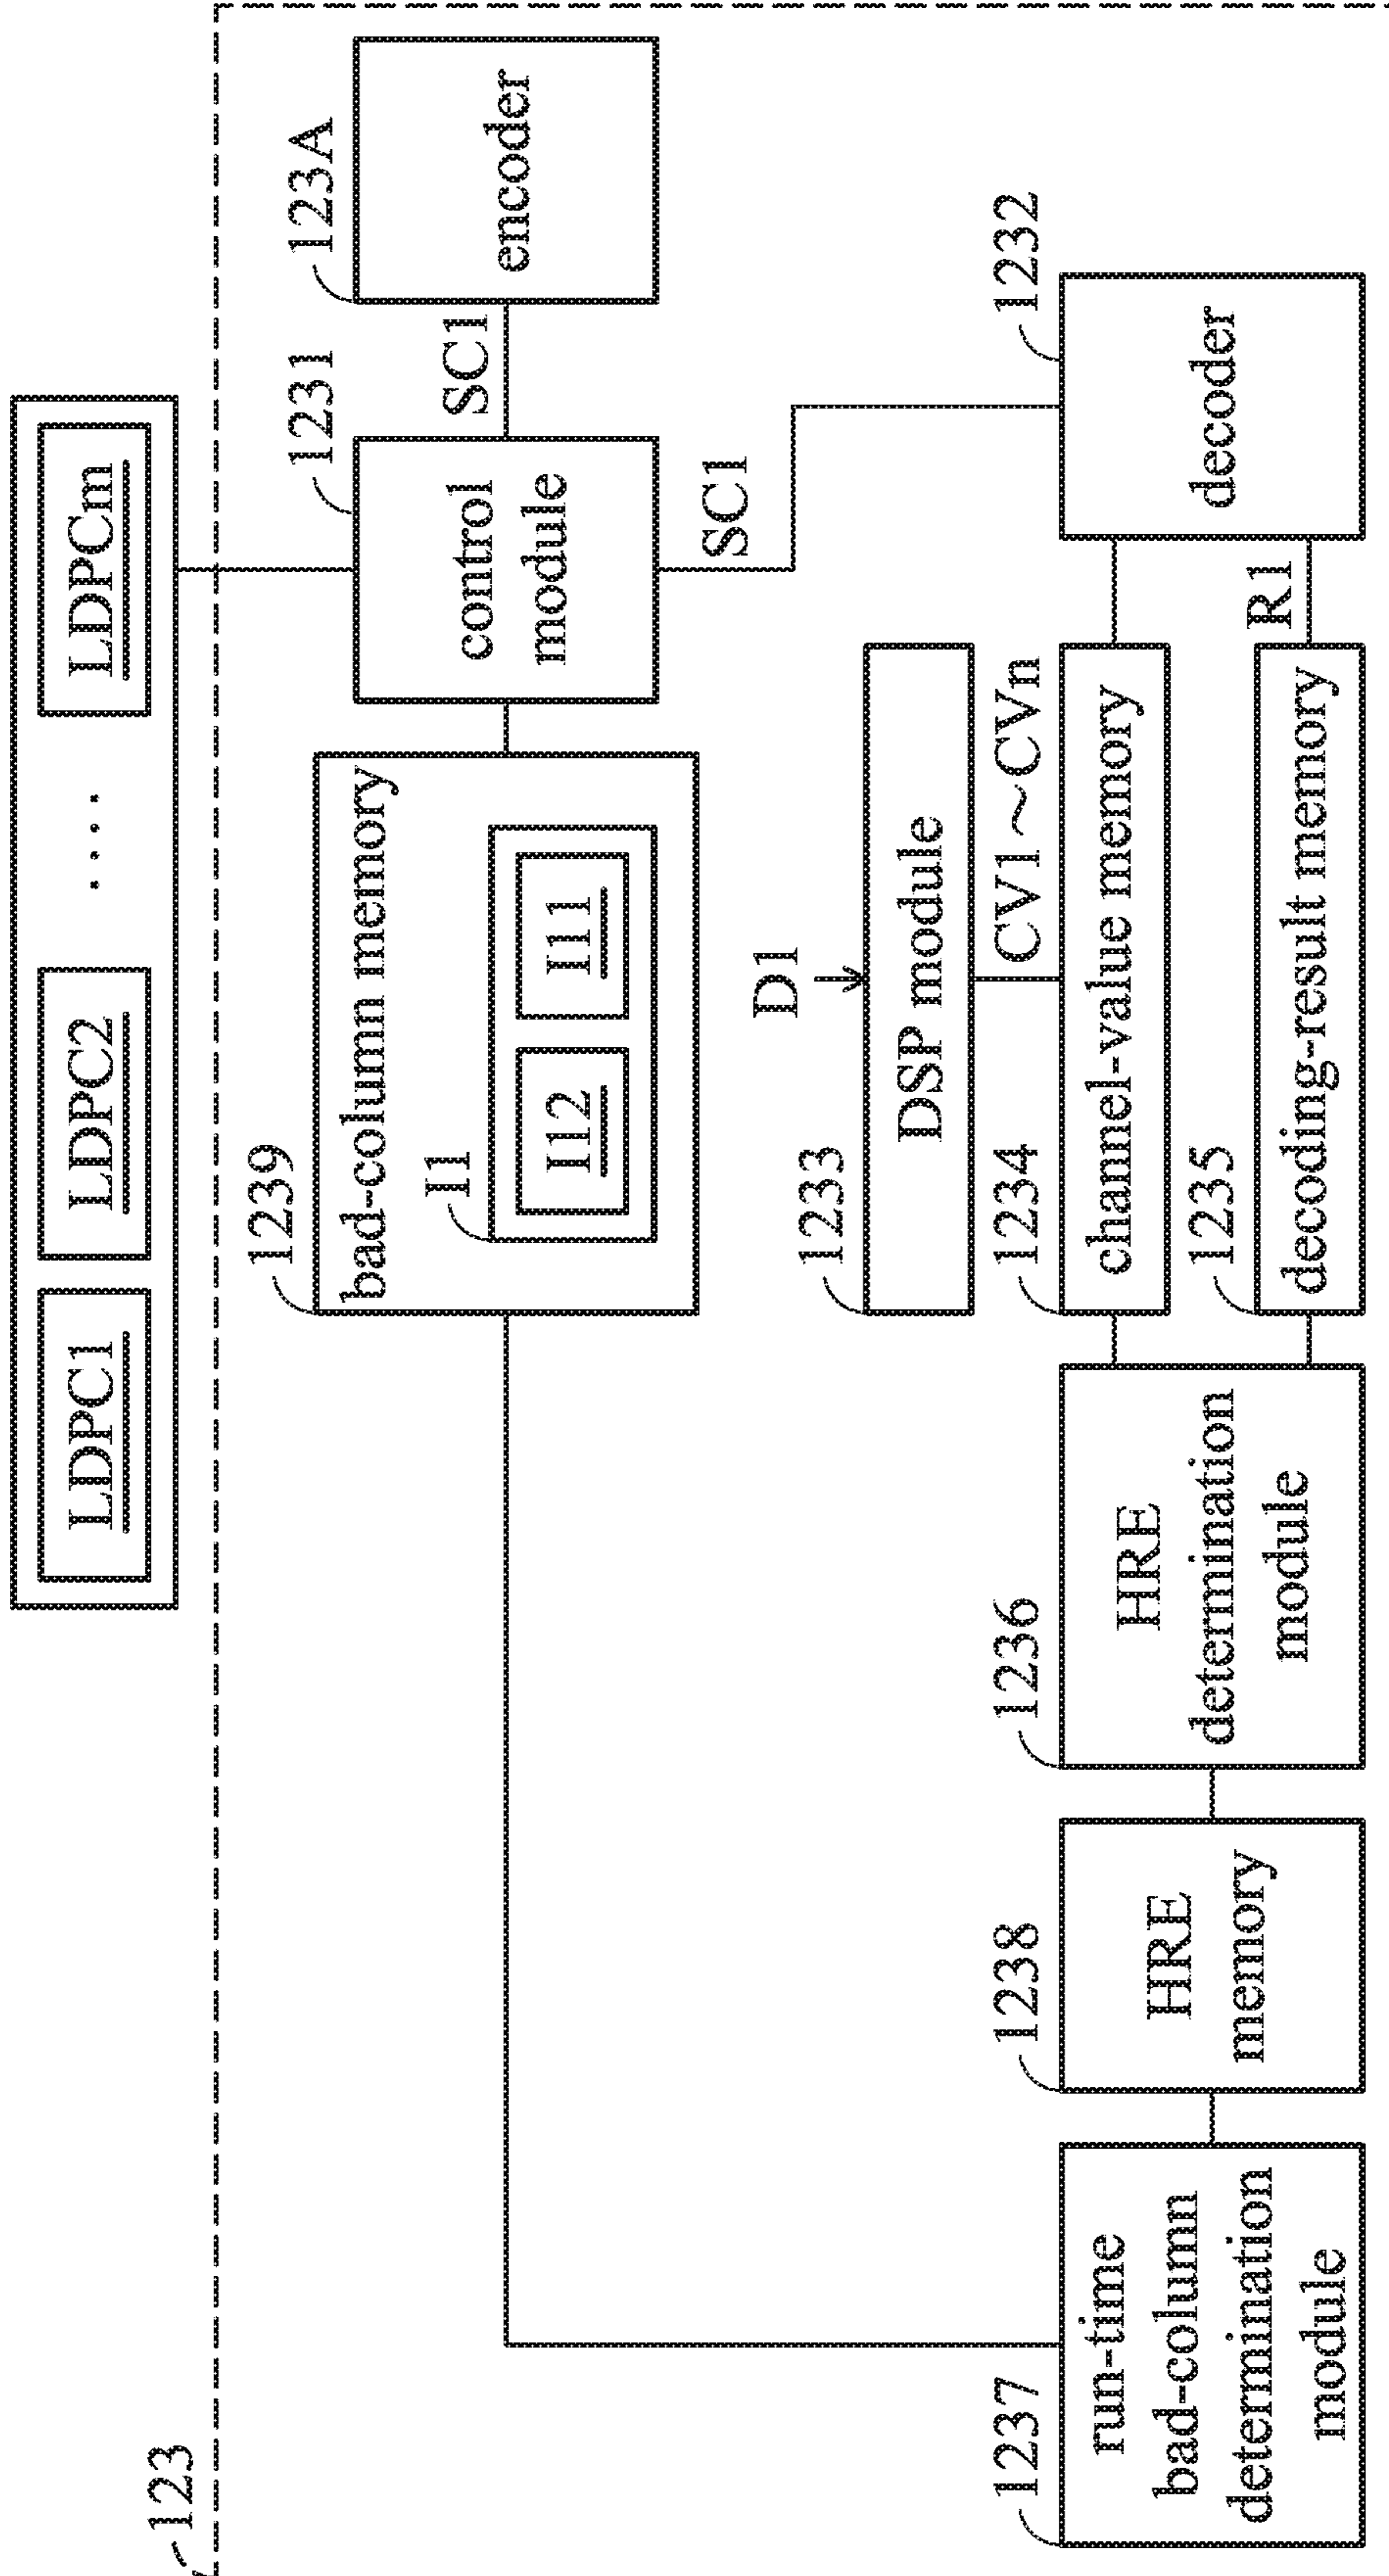 123
LDPC1
LDPC2
....
LDPCm
1239
bad-column memory
I1
I12
I11
1231
control
module
SC1
123A
encoder
SC1
D1
1233
DSP module
CV1~CVn
1237
run-time
bad-column
determination
module
1238
HRE
memory
1236
HRE
determination
module
1234
channel-value memory
1235
decoding-result memory
R1
1232
decoder